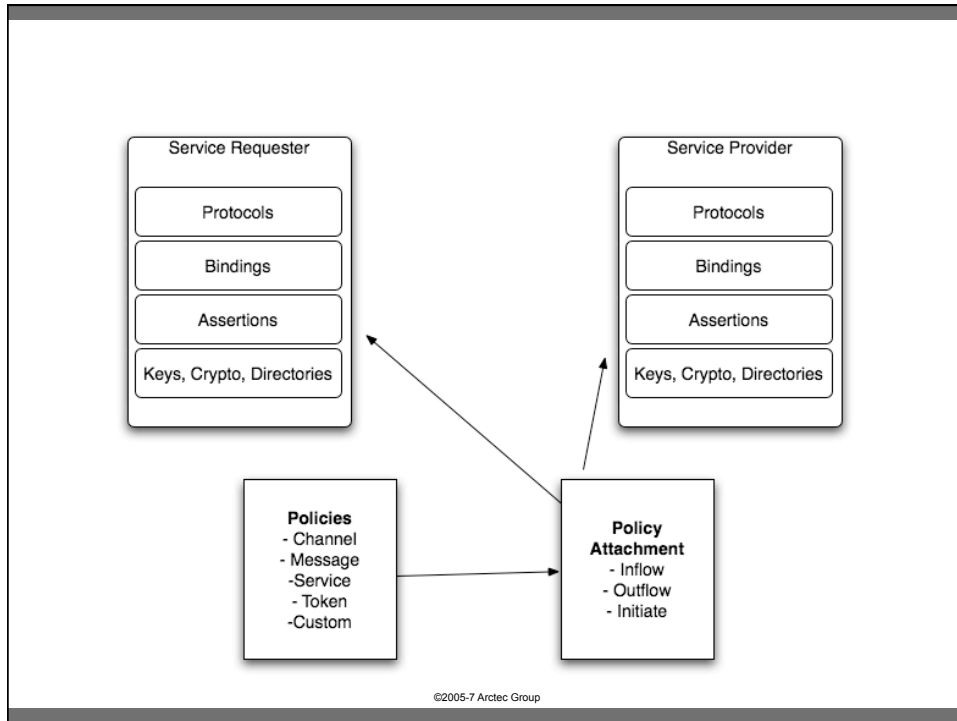 Service Requester
Protocols
Bindings
Assertions
Keys, Crypto, Directories
Service Provider
Protocols
Bindings
Assertions
Keys, Crypto, Directories
Policies
- Channel
- Message
-Service
- Token
-Custom
Policy
Attachment
- Inflow
- Outflow
- Initiate
©2005-7 Arctec Group